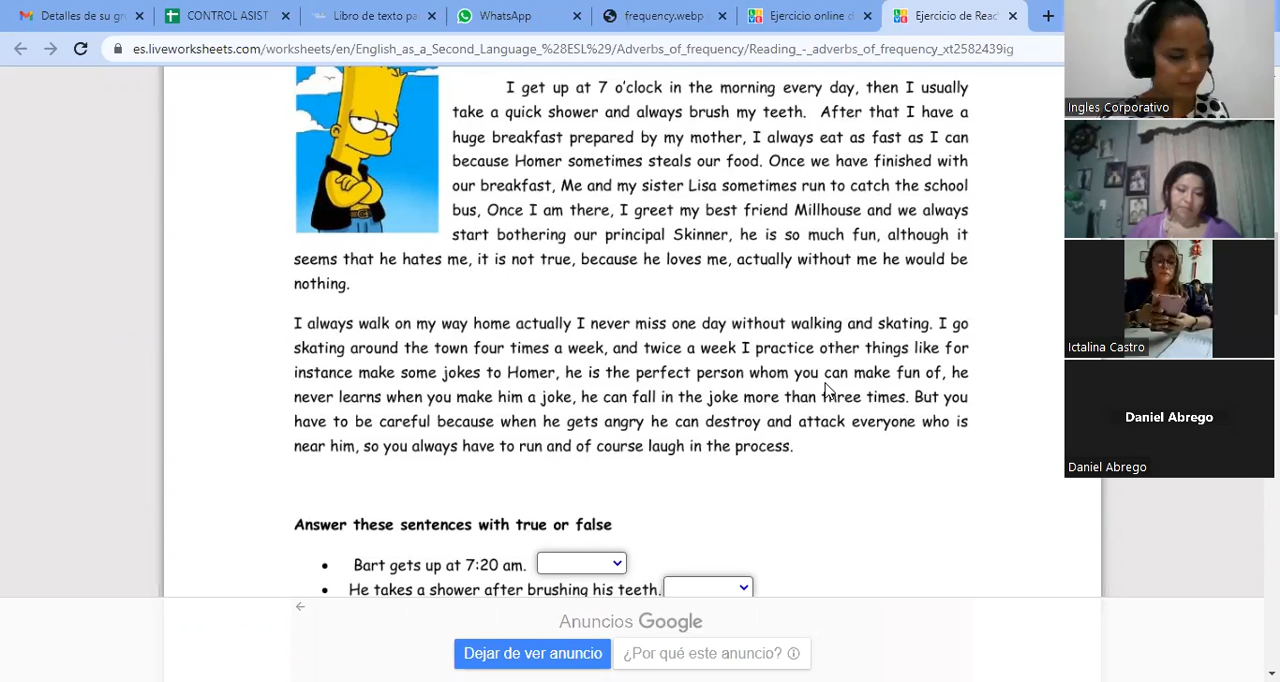 Detalles de su gr
CONTROL ASIST
Libro de texto pa
WhatsApp
frequency.webp
Ejercicio online d
Ejercicio de Read
es.liveworksheets.com/worksheets/en/English_as_a_Second_Language_%28ESL%29/Adverbs_of_frequency/Reading_-_adverbs_of_frequency_xt2582439ig
I get up at 7 o'clock in the morning every day, then I usually
take a quick shower and always brush my teeth. After that I have a
huge breakfast prepared by my mother, I always eat as fast as I can
because Homer sometimes steals our food. Once we have finished with
our breakfast, Me and my sister Lisa sometimes run to catch the school
bus, Once I am there, I greet my best friend Millhouse and we always
start bothering our principal Skinner, he is so much fun, although it
seems that he hates me, it is not true, because he loves me, actually without me he would be
nothing.
I always walk on my way home actually I never miss one day without walking and skating. I go
skating around the town four times a week, and twice a week I practice other things like for
instance make some jokes to Homer, he is the perfect person whom you can make fun of, he
never learns when you make him a joke, he can fall in the joke more than three times. But you
have to be careful because when he gets angry he can destroy and attack everyone who is
near him, so you always have to run and of course laugh in the process.
Answer these sentences with true or false
• Bart gets up at 7:20 am.
• He takes a shower after brushing his teeth.
Anuncios Google
Dejar de ver anuncio
¿Por qué este anuncio?
Ingles Corporativo
Ictalina Castro
Daniel Abrego
Daniel Abrego